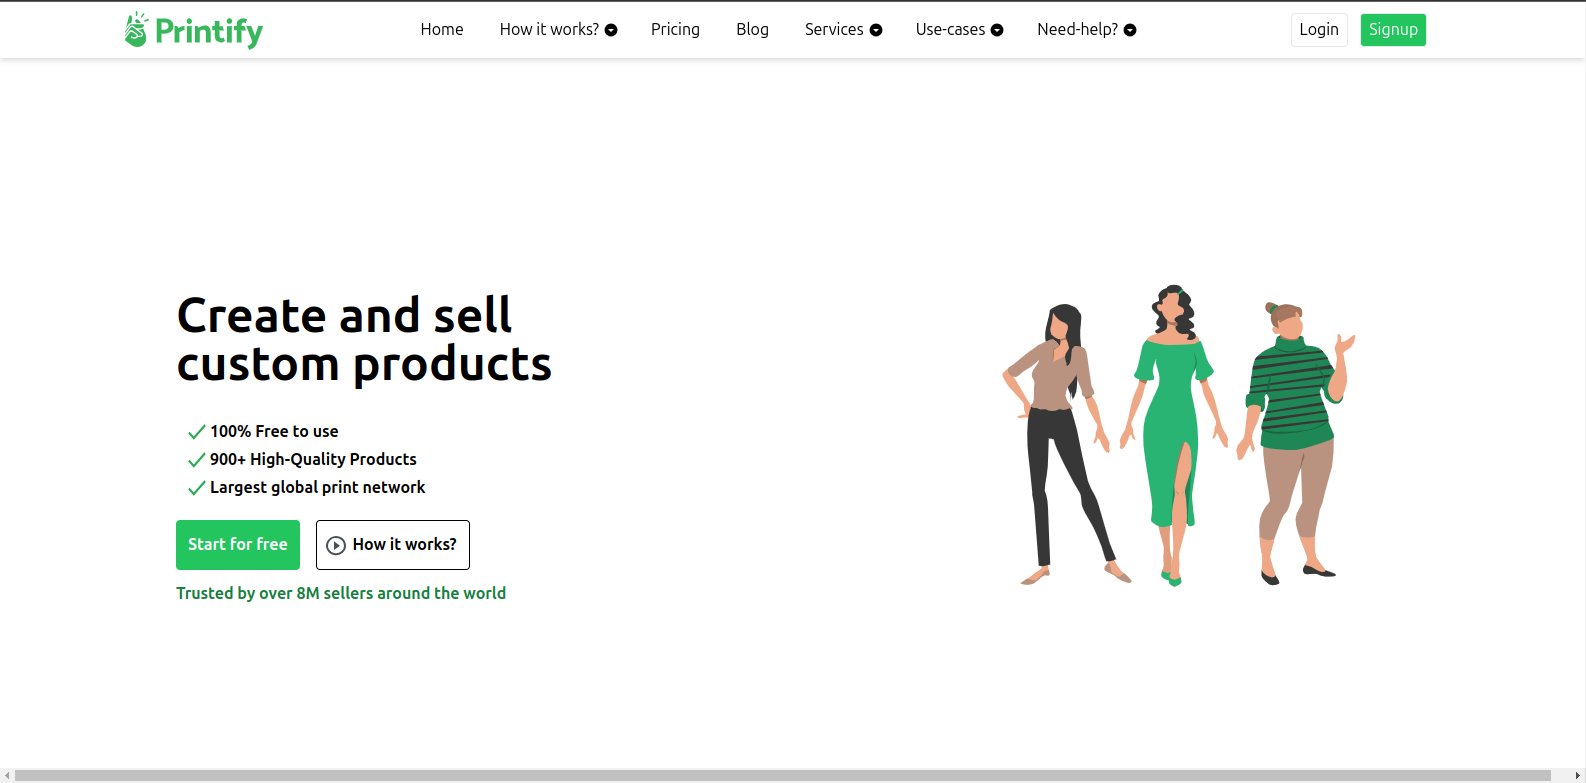 Printify
Home
How it works?
Pricing
Blog
Services
Use-cases
Need-help?
Login
Signup
Create and sell
custom products
100% Free to use
900+ High-Quality Products
Largest global print network
Start for free
How it works?
Trusted by over 8M sellers around the world